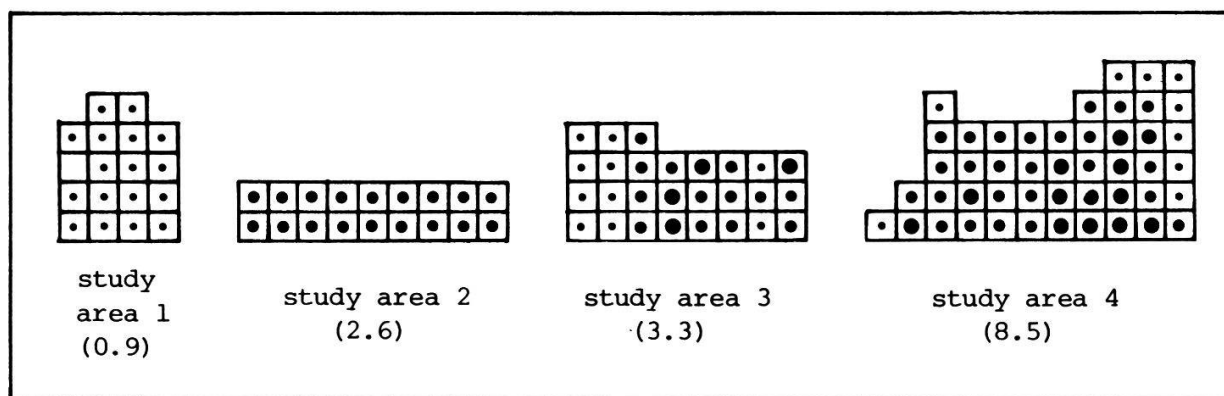 study
area 1
(0.9)
study area 2
(2.6)
study area 3
(3.3)
study area 4
(8.5)